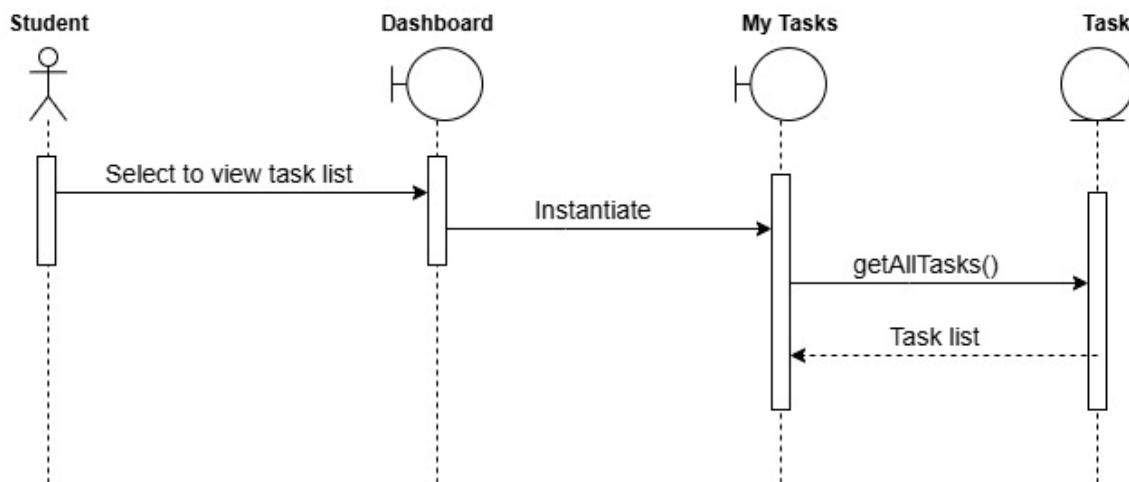 Student
Dashboard
My Tasks
Task
Select to view task list
Instantiate
getAllTasks()
Task list